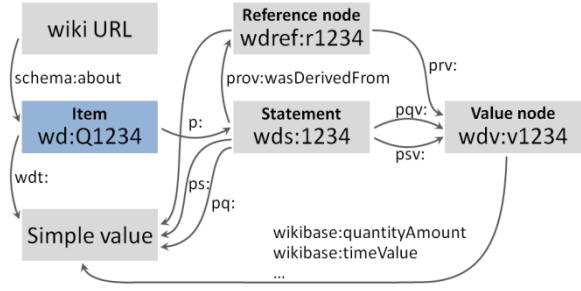 wiki URL
Reference node
wdref:r1234
schema:about
prov:wasDerivedFrom
prv:
Item
wd:Q1234
p:
Statement
wds:1234
pqv:
psv:
Value node
wdv:v1234
wdt:
ps:
pq:
Simple value
wikibase:quantityAmount
wikibase:timeValue
...